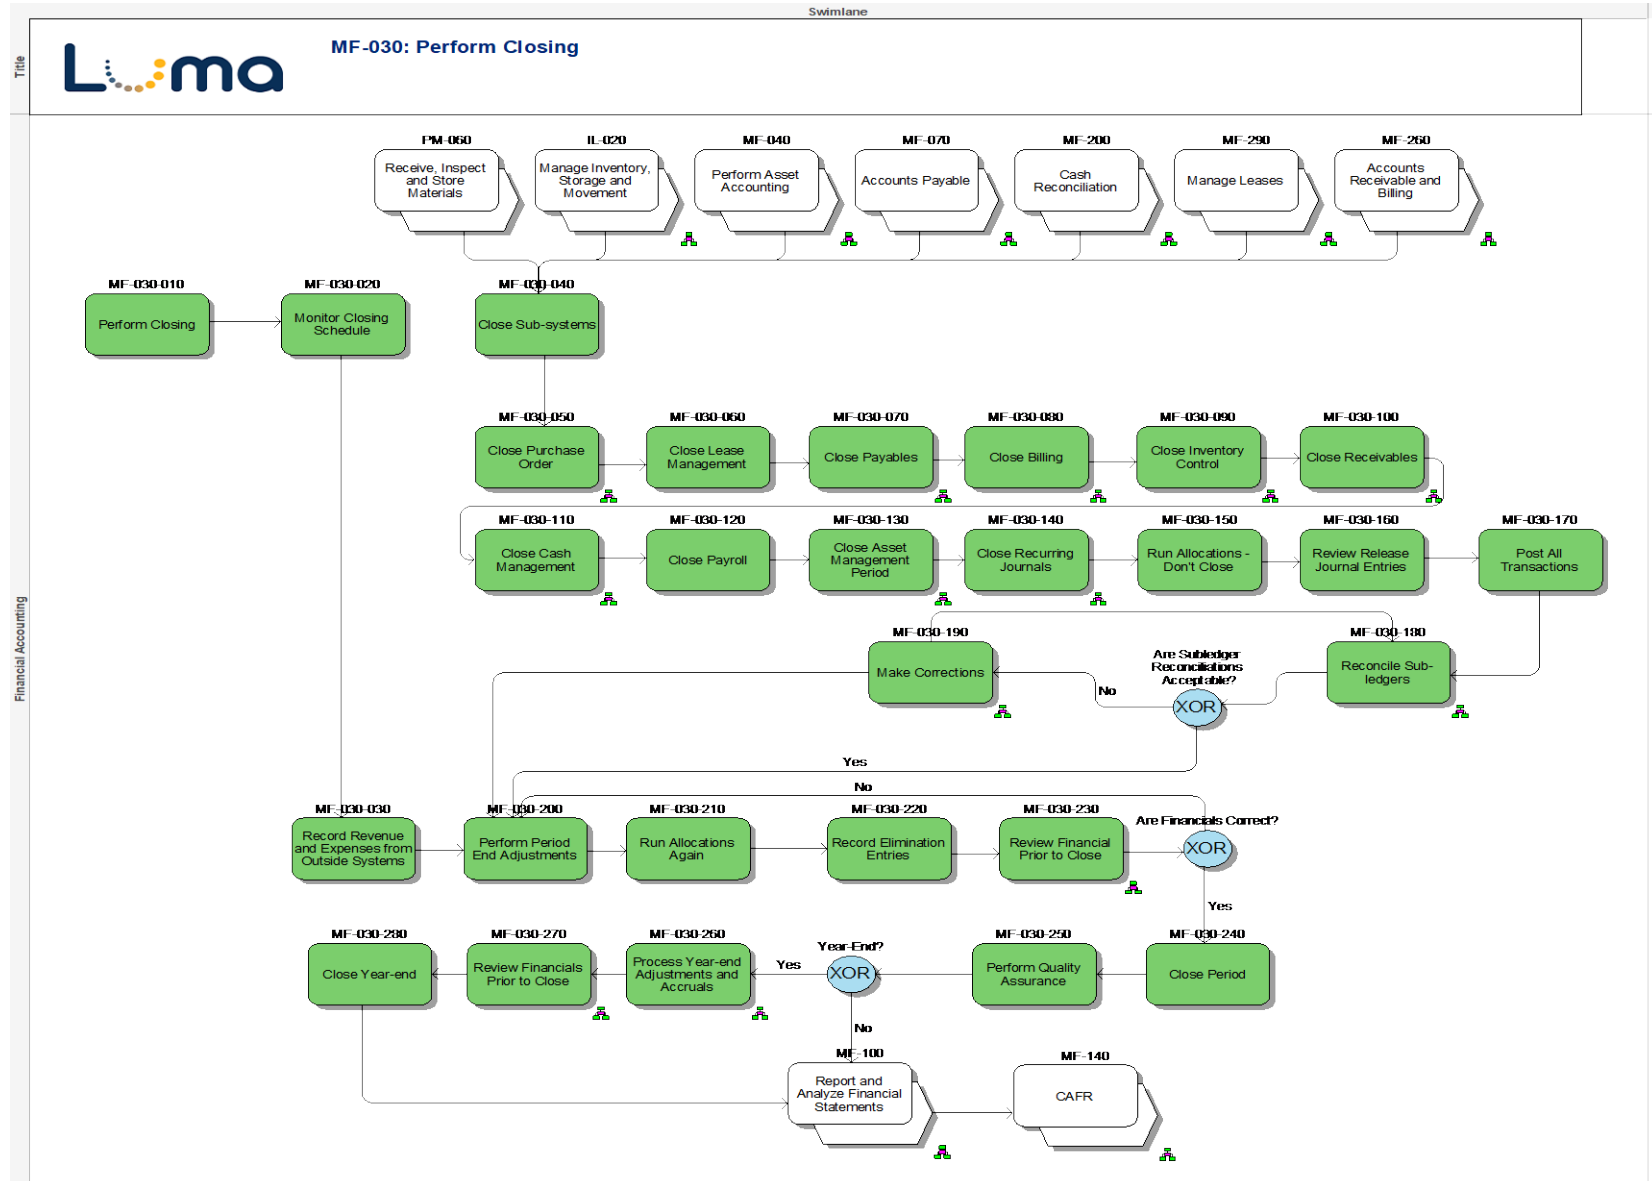 Swimlane
Title
Luma
MF-030: Perform Closing
Financial Accounting
PM-060
Receive, Inspect
and Store
Materials
IL-020
Manage Inventory,
Storage and
Movement
MF-040
Perform Asset
Accounting
MF-070
Accounts Payable
MF-200
Cash
Reconciliation
MF-290
Manage Leases
MF-260
Accounts
Receivable and
Billing
MF-030-010
Perform Closing
MF-030-020
Monitor Closing
Schedule
MF-030-040
Close Sub-systems
MF-030-050
Close Purchase
Order
MF-030-060
Close Lease
Management
MF-030-070
Close Payables
MF-030-080
Close Billing
MF-030-090
Close Inventory
Control
MF-030-100
Close Receivables
MF-030-110
Close Cash
Management
MF-030-120
Close Payroll
MF-030-130
Close Asset
Management
Period
MF-030-140
Close Recurring
Journals
MF-030-150
Run Allocations -
Don't Close
MF-030-160
Review Release
Journal Entries
MF-030-170
Post All
Transactions
MF-030-190
Make Corrections
No
Are Subledger
Reconciliations
Acceptable?
XOR
MF-030-180
Reconcile Sub-
ledgers
Yes
No
MF-030-030
Record Revenue
and Expenses from
Outside Systems
MF-030-200
Perform Period
End Adjustments
MF-030-210
Run Allocations
Again
MF-030-220
Record Elimination
Entries
MF-030-230
Review Financial
Prior to Close
Are Financials Correct?
XOR
Yes
MF-030-280
Close Year-end
MF-030-270
Review Financials
Prior to Close
MF-030-260
Process Year-end
Adjustments and
Accruals
Yes
Year-End?
XOR
No
MF-030-250
Perform Quality
Assurance
MF-030-240
Close Period
MF-100
Report and
Analyze Financial
Statements
MF-140
CAFR